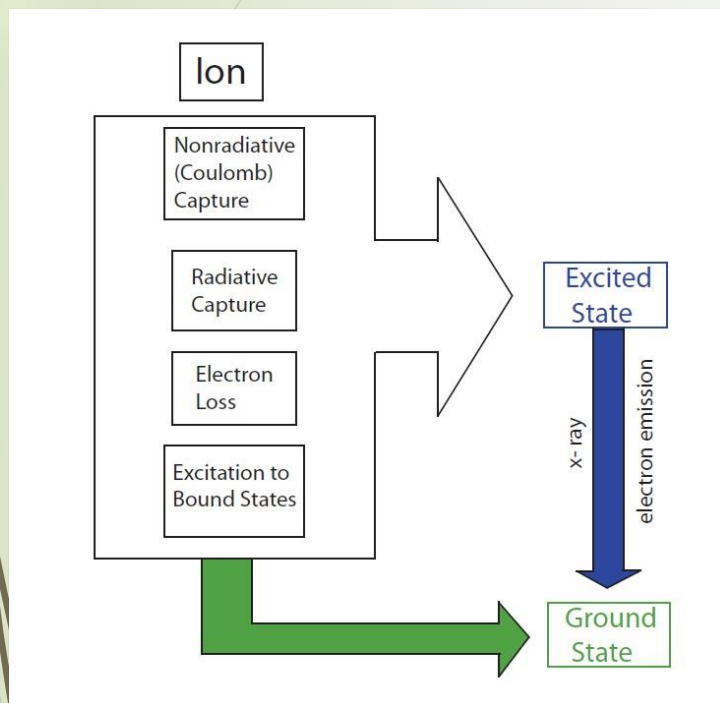 Ion
Nonradiative
(Coulomb)
Capture
Radiative
Capture
Electron
Loss
Excitation to
Bound States
Excited
State
x- ray
electron emission
Ground
State